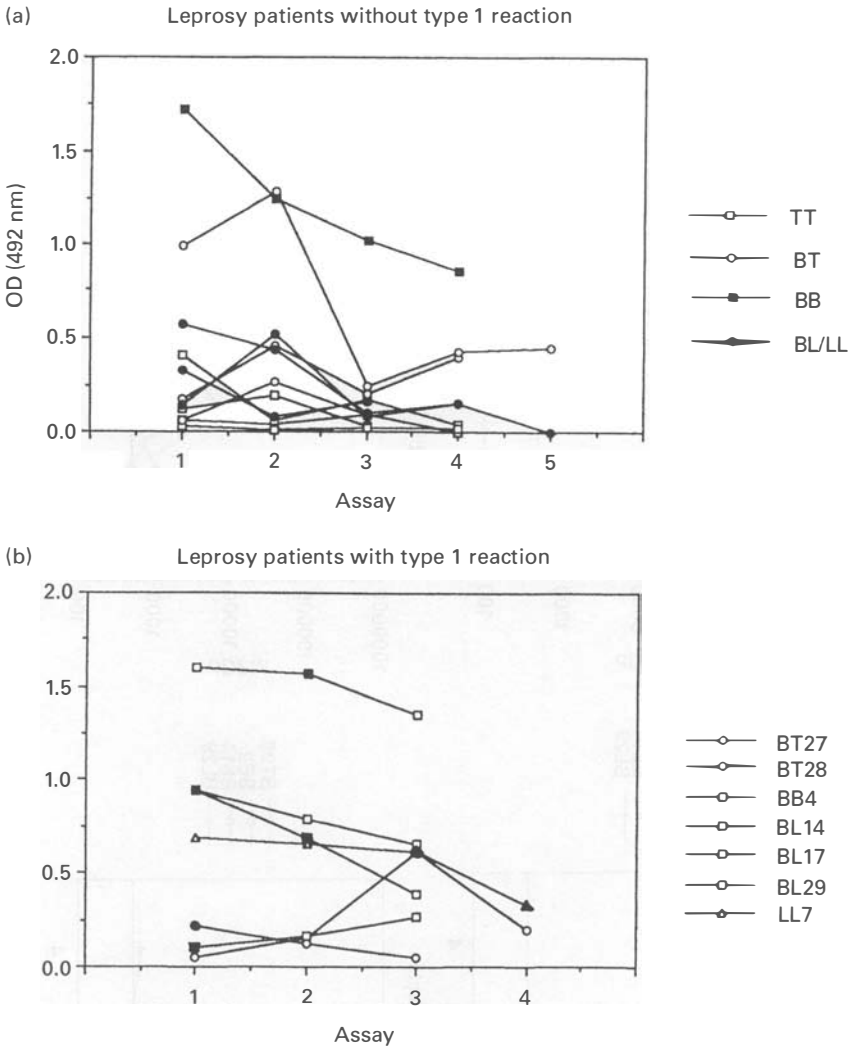 (a) Leprosy patients without type 1 reaction
2.0
1.5
1.0
0.5
0.0
OD (492 nm)
1 2 3 4 5
Assay
TT
BT
BB
BL/LL
(b) Leprosy patients with type 1 reaction
2.0
1.5
1.0
0.5
0.0
1 2 3 4
Assay
BT27
BT28
BB4
BL14
BL17
BL29
LL7